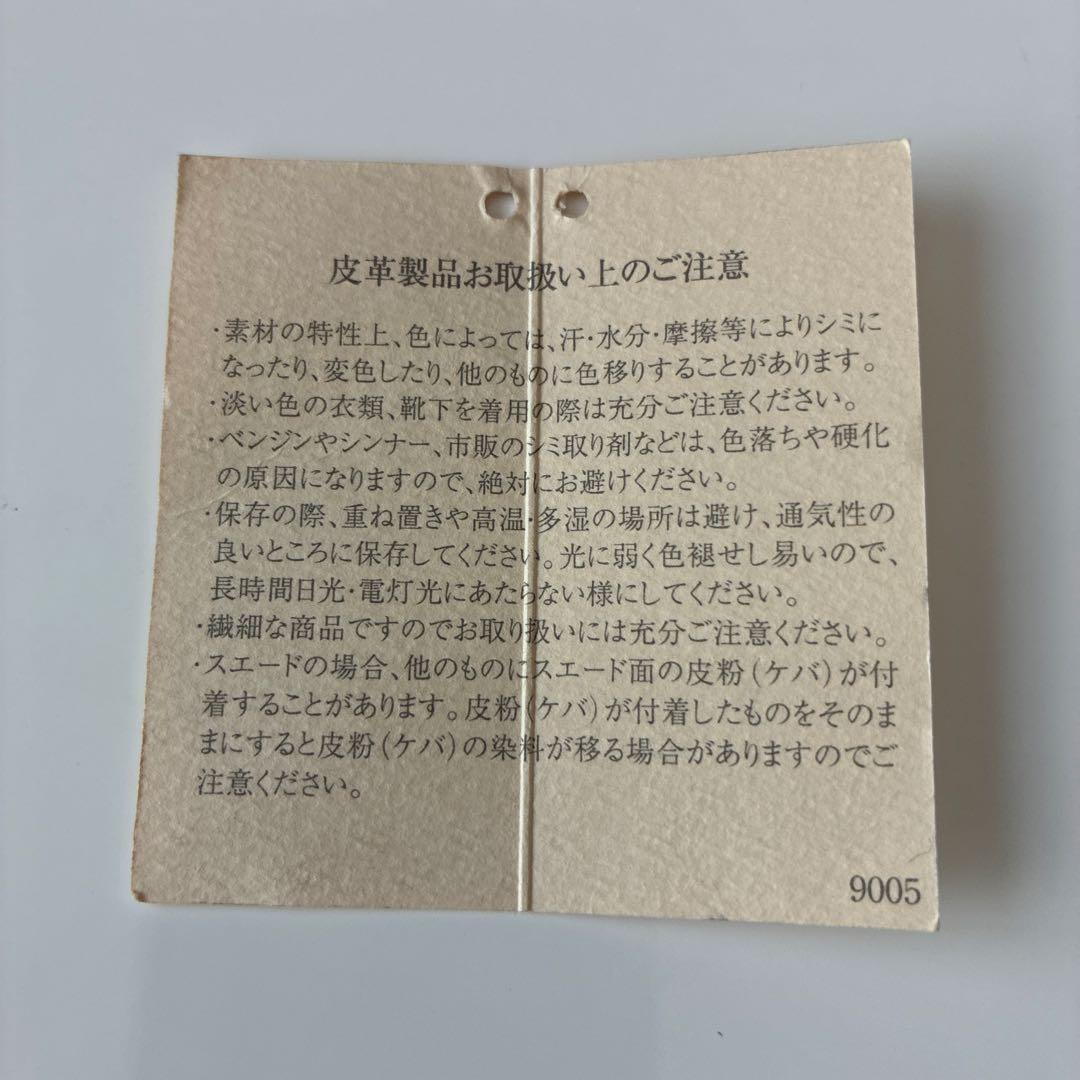 皮革製品お取扱い上のご注意
・素材の特性上、色によっては、汗・水分・摩擦等によりシミに
なったり、変色したり、他のものに色移りすることがあります。
・淡い色の衣類、靴下を着用の際は充分ご注意ください。
・ベンジンやシンナー、市販のシミ取り剤などは、色落ちや硬化
の原因になりますので、絶対にお避けください。
・保存の際、重ね置きや高温・多湿の場所は避け、通気性の
良いところに保存してください。光に弱く色褪せし易いので、
長時間日光・電灯光にあたらない様にしてください。
・繊細な商品ですのでお取り扱いには充分ご注意ください。
・スエードの場合、他のものにスエード面の皮粉(ケバ)が付
着することがあります。皮粉(ケバ)が付着したものをそのま
まにすると皮粉(ケバ)の染料が移る場合がありますのでご
注意ください。
9005